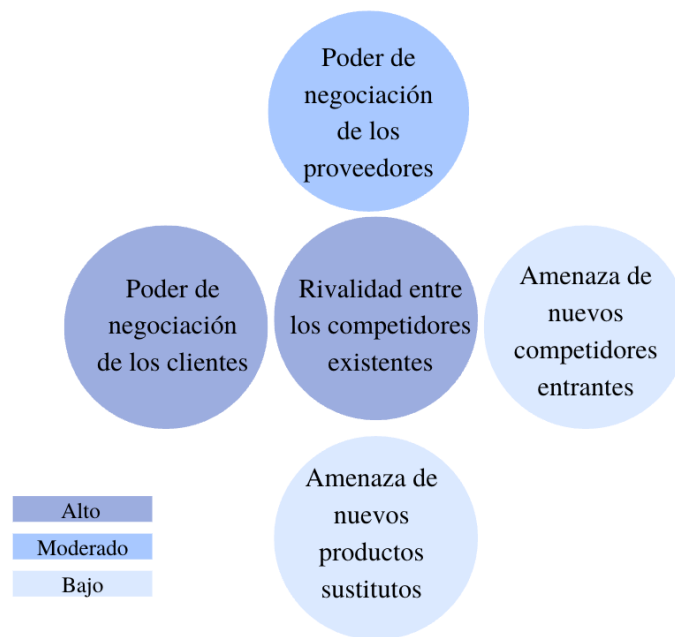 Poder de
negociación
de los
proveedores
Poder de
negociación
de los clientes
Rivalidad entre
los competidores
existentes
Amenaza de
nuevos
competidores
entrantes
Amenaza de
nuevos
productos
sustitutos
Alto
Moderado
Bajo